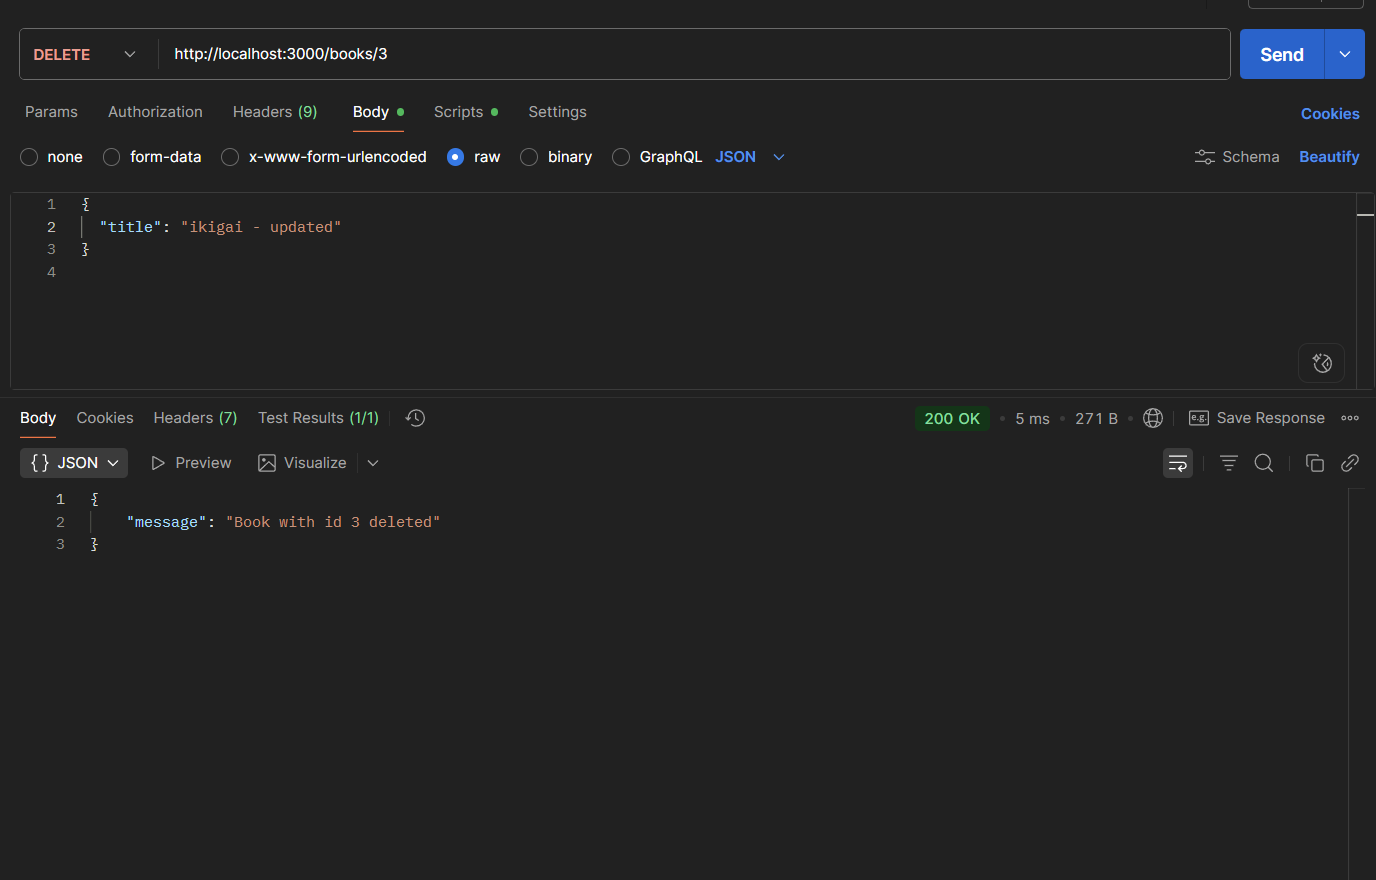 DELETE http://localhost:3000/books/3 Send
Params Authorization Headers (9) Body Scripts Settings Cookies
none form-data x-www-form-urlencoded raw binary GraphQL JSON Schema Beautify
1 {
2 "title": "ikigai - updated"
3 }
4
Body Cookies Headers (7) Test Results (1/1) 200 OK 5 ms 271 B e.g. Save Response
{} JSON Preview Visualize
1 {
2 "message": "Book with id 3 deleted"
3 }